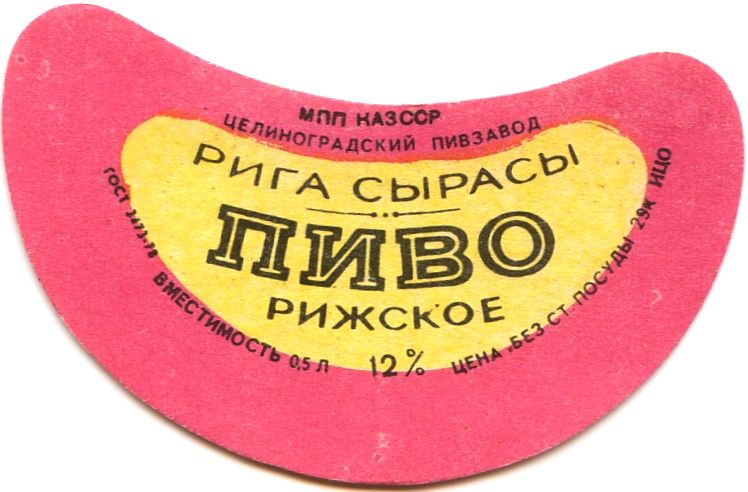 МПП КАЗССР
ЦЕЛИНОГРАДСКИЙ ПИВЗАВОД
РИГА СЫРАСЫ
ПИВО
РИЖСКОЕ
12%
ГОСТ 3473-78
ВМЕСТИМОСТЬ 0,5 Л
ЦЕНА БЕЗ СТ. ПОСУДЫ 29К ИЦО